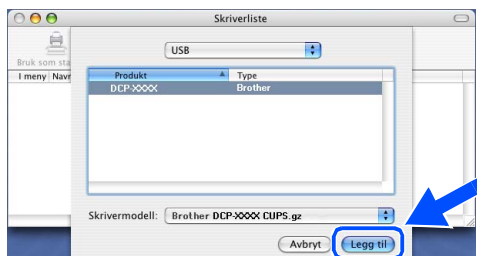 Skriverliste
USB
Bruk som sta
I meny Navn
Produkt Type
DCP-XXXX Brother
Skrivermodell: Brother DCP-XXXX CUPS.gz
Avbryt Legg til